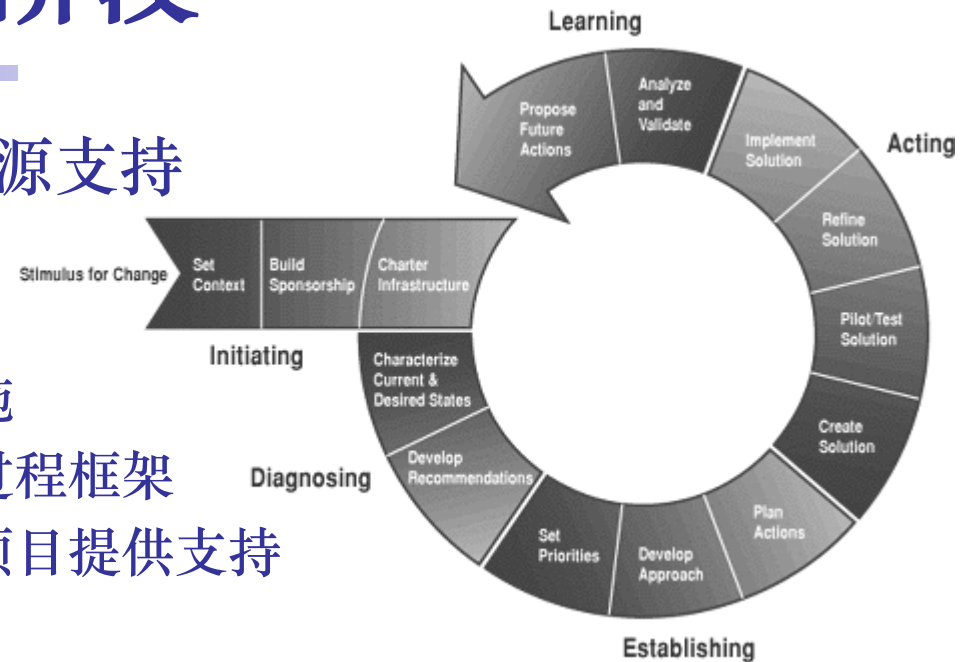 源支持
施
过程框架
项目提供支持
Learning
Propose
Future
Actions
Analyze
and
Validate
Acting
Implement
Solution
Refine
Solution
Pilot/Test
Solution
Create
Solution
Stimulus for Change
Set
Context
Build
Sponsorship
Charter
Infrastructure
Initiating
Characterize
Current &
Desired States
Develop
Recommendations
Diagnosing
Set
Priorities
Develop
Approach
Plan
Actions
Establishing